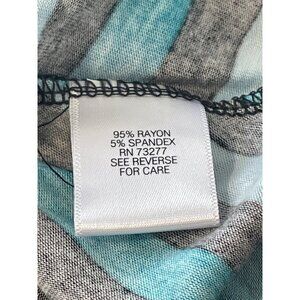 95% RAYON
5% SPANDEX
RN 73277
SEE REVERSE
FOR CARE